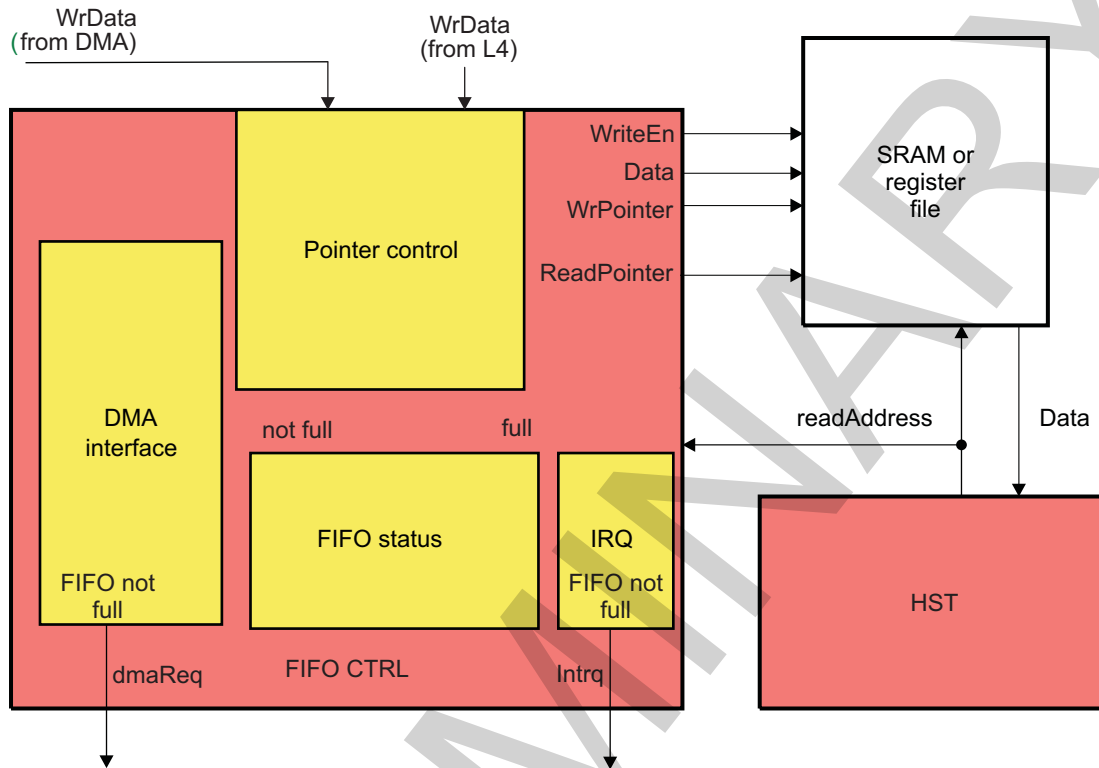 WrData
(from DMA)
WrData
(from L4)
WriteEn
Data
WrPointer
ReadPointer
SRAM or
register
file
Pointer control
DMA
interface
not full
full
readAddress
Data
FIFO status
IRQ
FIFO not
full
FIFO not
full
HST
dmaReq
FIFO CTRL
Intrq
MINARY